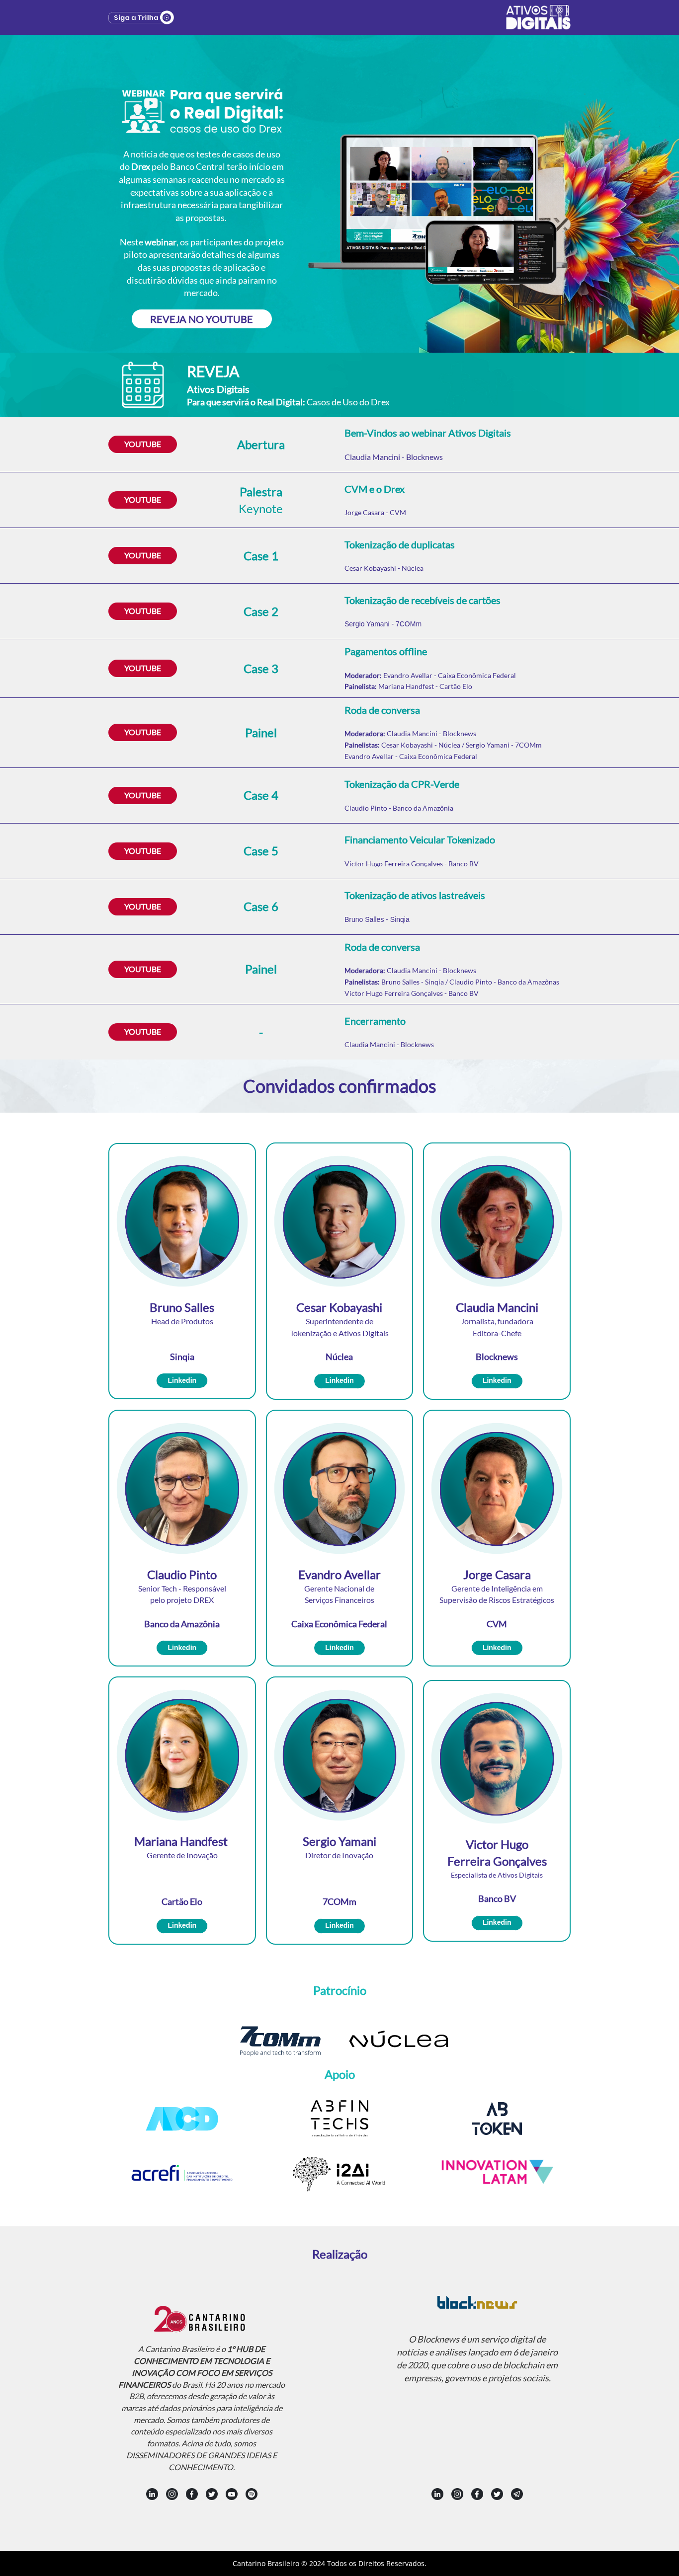 Siga a Trilha
ATIVOS
DIGITAIS
WEBINAR
Para que servirá
o Real Digital:
casos de uso do Drex
A notícia de que os testes de casos de uso
do Drex pelo Banco Central terão início em
algumas semanas reacendeu no mercado as
expectativas sobre a sua aplicação e a
infraestrutura necessária para tangibilizar
as propostas.
Neste webinar, os participantes do projeto
piloto apresentarão detalhes de algumas
das suas propostas de aplicação e
discutirão dúvidas que ainda pairam no
mercado.
REVEJA NO YOUTUBE
REVEJA
Ativos Digitais
Para que servirá o Real Digital: Casos de Uso do Drex
YOUTUBE
Abertura
Bem-Vindos ao webinar Ativos Digitais
Claudia Mancini - Blocknews
YOUTUBE
Palestra
Keynote
CVM e o Drex
Jorge Casara - CVM
YOUTUBE
Case 1
Tokenização de duplicatas
Cesar Kobayashi - Núclea
YOUTUBE
Case 2
Tokenização de recebíveis de cartões
Sergio Yamani - 7COMm
YOUTUBE
Case 3
Pagamentos offline
Moderador: Evandro Avellar - Caixa Econômica Federal
Painelista: Mariana Handfest - Cartão Elo
YOUTUBE
Painel
Roda de conversa
Moderadora: Claudia Mancini - Blocknews
Painelistas: Cesar Kobayashi - Núclea / Sergio Yamani - 7COMm
Evandro Avellar - Caixa Econômica Federal
YOUTUBE
Case 4
Tokenização da CPR-Verde
Claudio Pinto - Banco da Amazônia
YOUTUBE
Case 5
Financiamento Veicular Tokenizado
Victor Hugo Ferreira Gonçalves - Banco BV
YOUTUBE
Case 6
Tokenização de ativos lastreáveis
Bruno Salles - Sinqia
YOUTUBE
Painel
Roda de conversa
Moderadora: Claudia Mancini - Blocknews
Painelistas: Bruno Salles - Sinqia / Claudio Pinto - Banco da Amazônas
Victor Hugo Ferreira Gonçalves - Banco BV
YOUTUBE
-
Encerramento
Claudia Mancini - Blocknews
Convidados confirmados
Bruno Salles
Head de Produtos
Sinqia
Linkedin
Cesar Kobayashi
Superintendente de
Tokenização e Ativos Digitais
Núclea
Linkedin
Claudia Mancini
Jornalista, fundadora
Editora-Chefe
Blocknews
Linkedin
Claudio Pinto
Senior Tech - Responsável
pelo projeto DREX
Banco da Amazônia
Linkedin
Evandro Avellar
Gerente Nacional de
Serviços Financeiros
Caixa Econômica Federal
Linkedin
Jorge Casara
Gerente de Inteligência em
Supervisão de Riscos Estratégicos
CVM
Linkedin
Mariana Handfest
Gerente de Inovação
Cartão Elo
Linkedin
Sergio Yamani
Diretor de Inovação
7COMm
Linkedin
Victor Hugo
Ferreira Gonçalves
Especialista de Ativos Digitais
Banco BV
Linkedin
Patrocínio
7COMm
People and tech to transform
NÚCLEA
Apoio
ABCD
ABFIN
TECHS
AB
TOKEN
acrefi
I2AI
A Connected AI World
INNOVATION
LATAM
Realização
20 ANOS
CANTARINO
BRASILEIRO
A Cantarino Brasileiro é o 1º HUB DE
CONHECIMENTO EM TECNOLOGIA E
INOVAÇÃO COM FOCO EM SERVIÇOS
FINANCEIROS do Brasil. Há 20 anos no mercado
B2B, oferecemos desde geração de valor às
marcas até dados primários para inteligência de
mercado. Somos também produtores de
conteúdo especializado nos mais diversos
formatos. Acima de tudo, somos
DISSEMINADORES DE GRANDES IDEIAS E
CONHECIMENTO.
blocknews
O Blocknews é um serviço digital de
notícias e análises lançado em 6 de janeiro
de 2020, que cobre o uso de blockchain em
empresas, governos e projetos sociais.
Cantarino Brasileiro © 2024 Todos os Direitos Reservados.